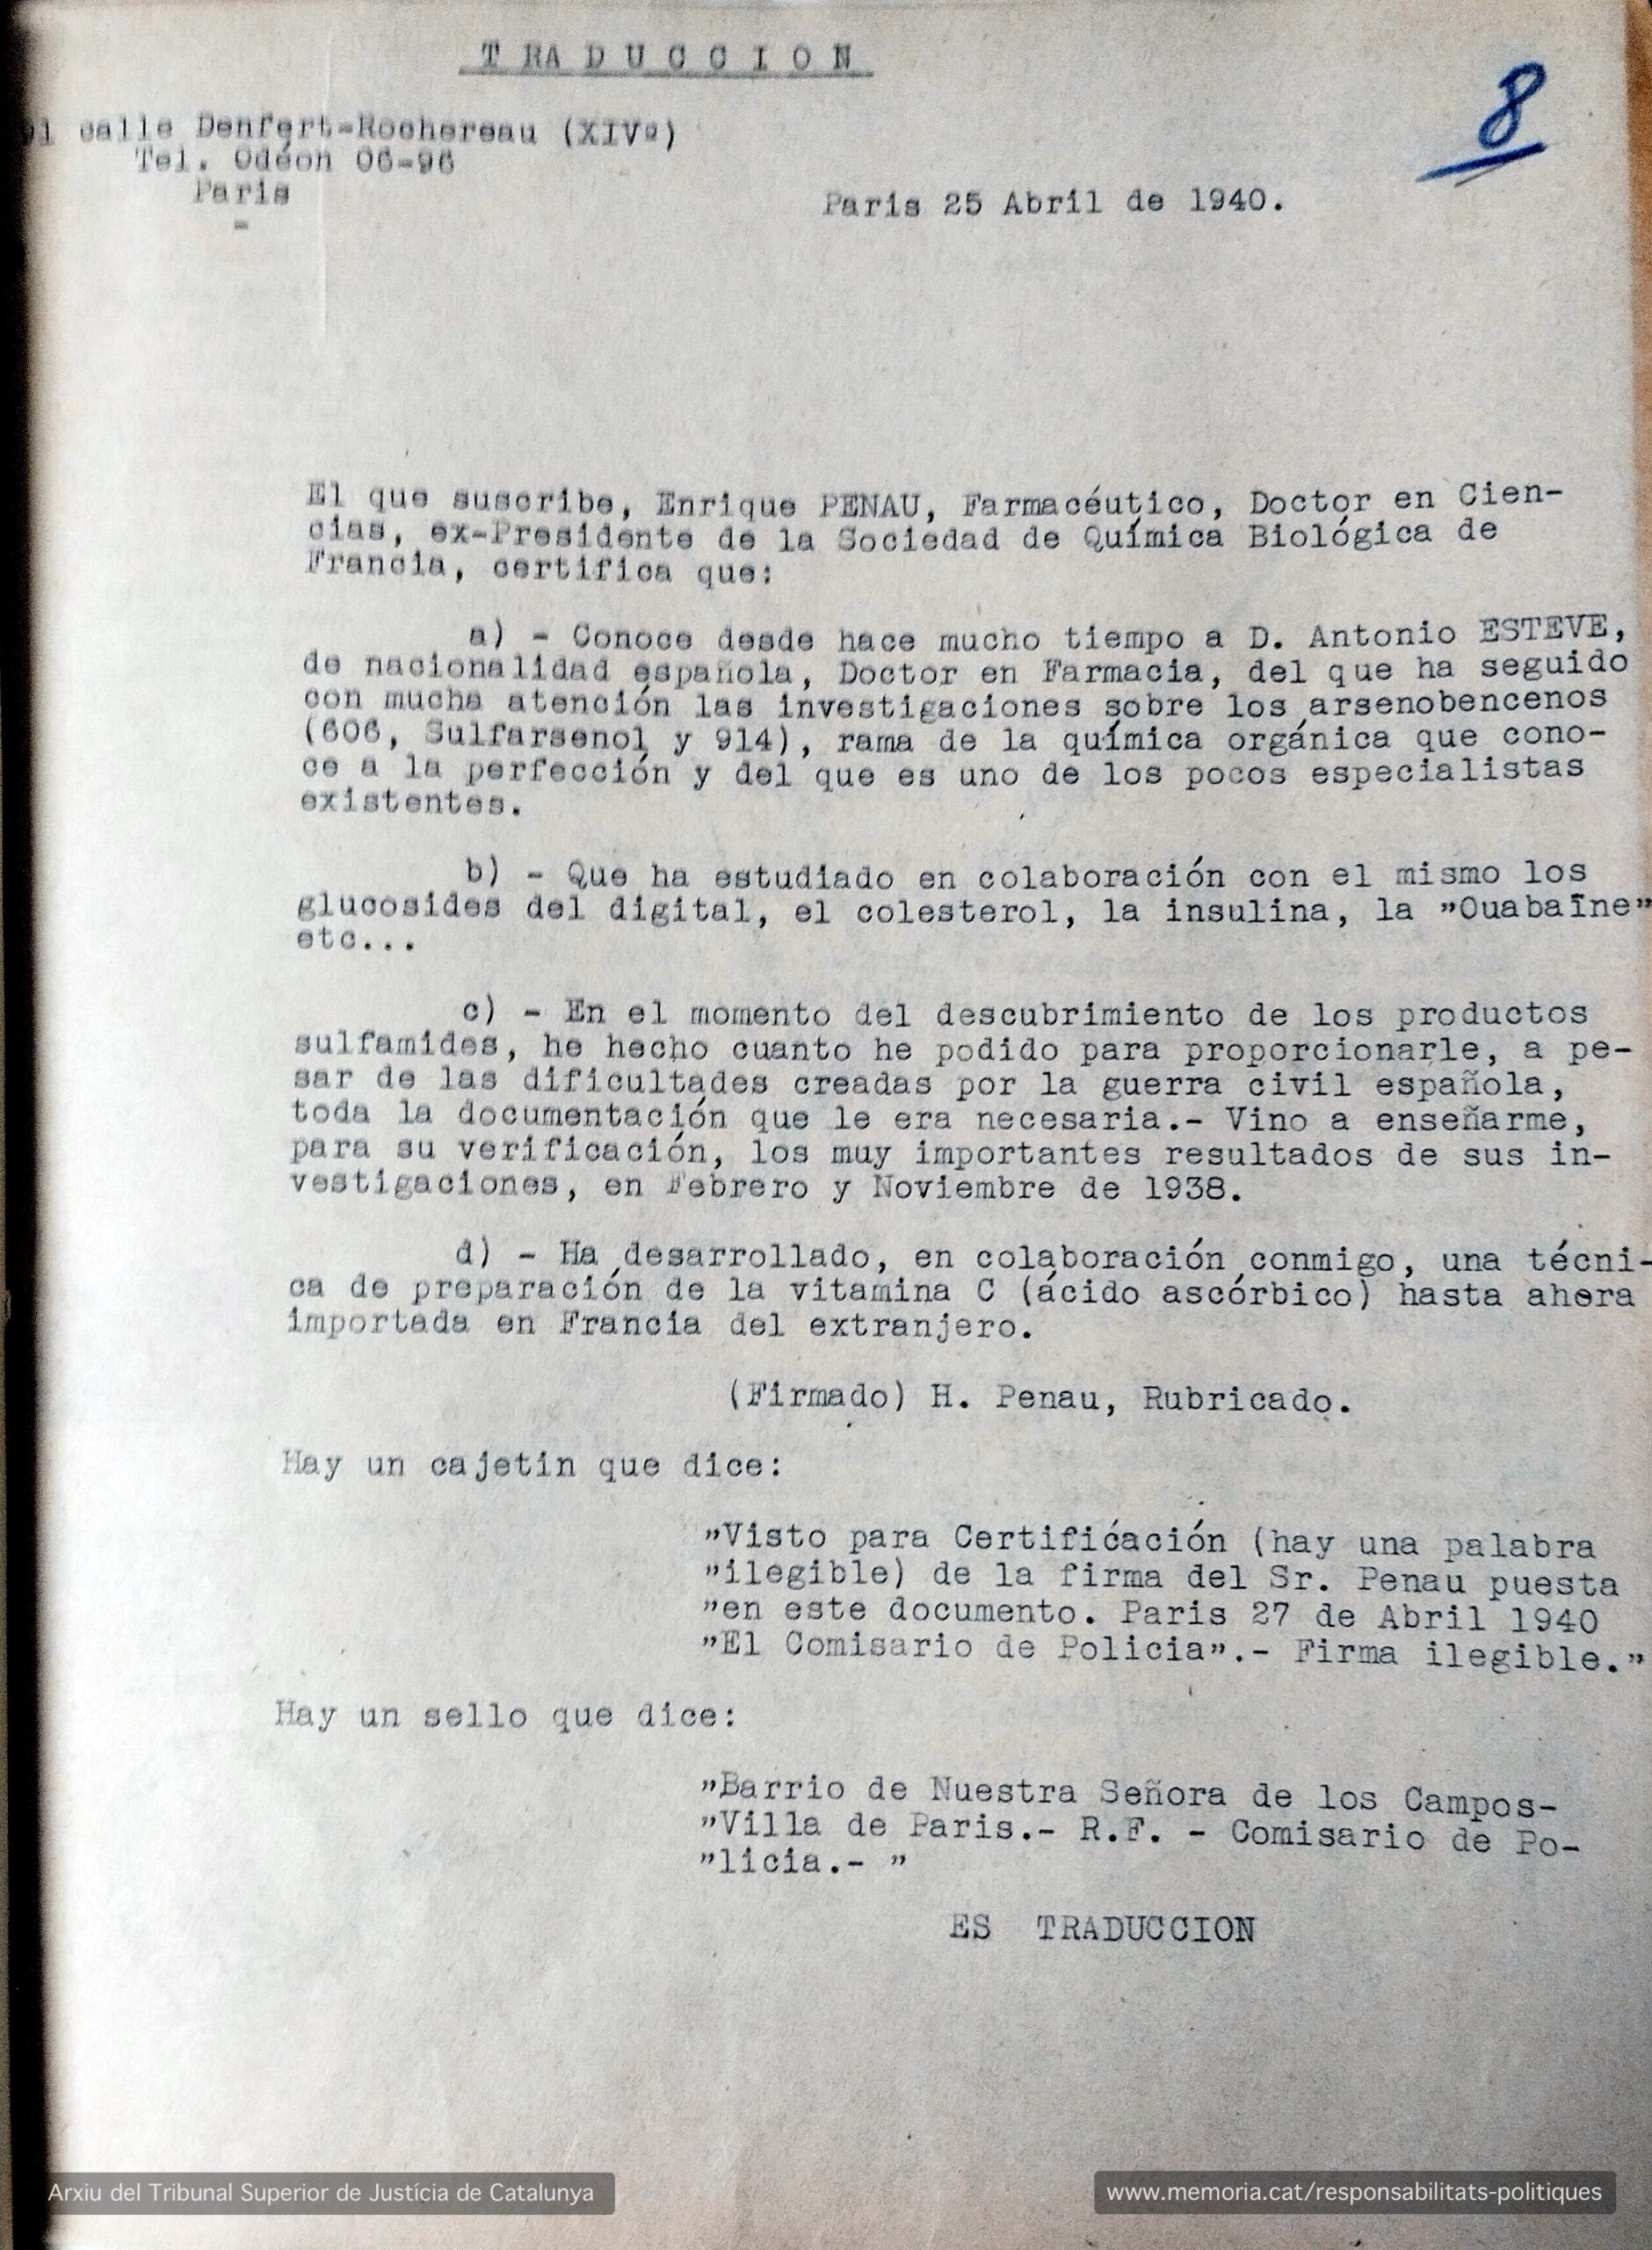 TRADUCCION
8
calle Denfert-Rochereau (XIVº)
Tel. Odéon 06-96
Paris
-
Paris 25 Abril de 1940.
El que suscribe, Enrique PENAU, Farmacéutico, Doctor en Cien-
cias, ex-Presidente de la Sociedad de Química Biológica de
Francia, certifica que:
a) - Conoce desde hace mucho tiempo a D. Antonio ESTEVE,
de nacionalidad española, Doctor en Farmacia, del que ha seguido
con mucha atención las investigaciones sobre los arsenobencenos
(606, Sulfarsenol y 914), rama de la química orgánica que cono-
ce a la perfección y del que es uno de los pocos especialistas
existentes.
b) - Que ha estudiado en colaboración con el mismo los
glucosides del digital, el colesterol, la insulina, la "Ouabaïne"
etc...
c) - En el momento del descubrimiento de los productos
sulfamides, he hecho cuanto he podido para proporcionarle, a pe-
sar de las dificultades creadas por la guerra civil española,
toda la documentación que le era necesaria.- Vino a enseñarme,
para su verificación, los muy importantes resultados de sus in-
vestigaciones, en Febrero y Noviembre de 1938.
d) - Ha desarrollado, en colaboración conmigo, una técni-
ca de preparación de la vitamina C (ácido ascórbico) hasta ahora
importada en Francia del extranjero.
(Firmado) H. Penau, Rubricado.
Hay un cajetin que dice:
"Visto para Certificación (hay una palabra
"ilegible) de la firma del Sr. Penau puesta
"en este documento. Paris 27 de Abril 1940
"El Comisario de Policia".- Firma ilegible."
Hay un sello que dice:
"Barrio de Nuestra Señora de los Campos-
"Villa de Paris.- R.F. - Comisario de Po-
"licia.- "
ES TRADUCCION
Arxiu del Tribunal Superior de Justícia de Catalunya
www.memoria.cat/responsabilitats-politiques